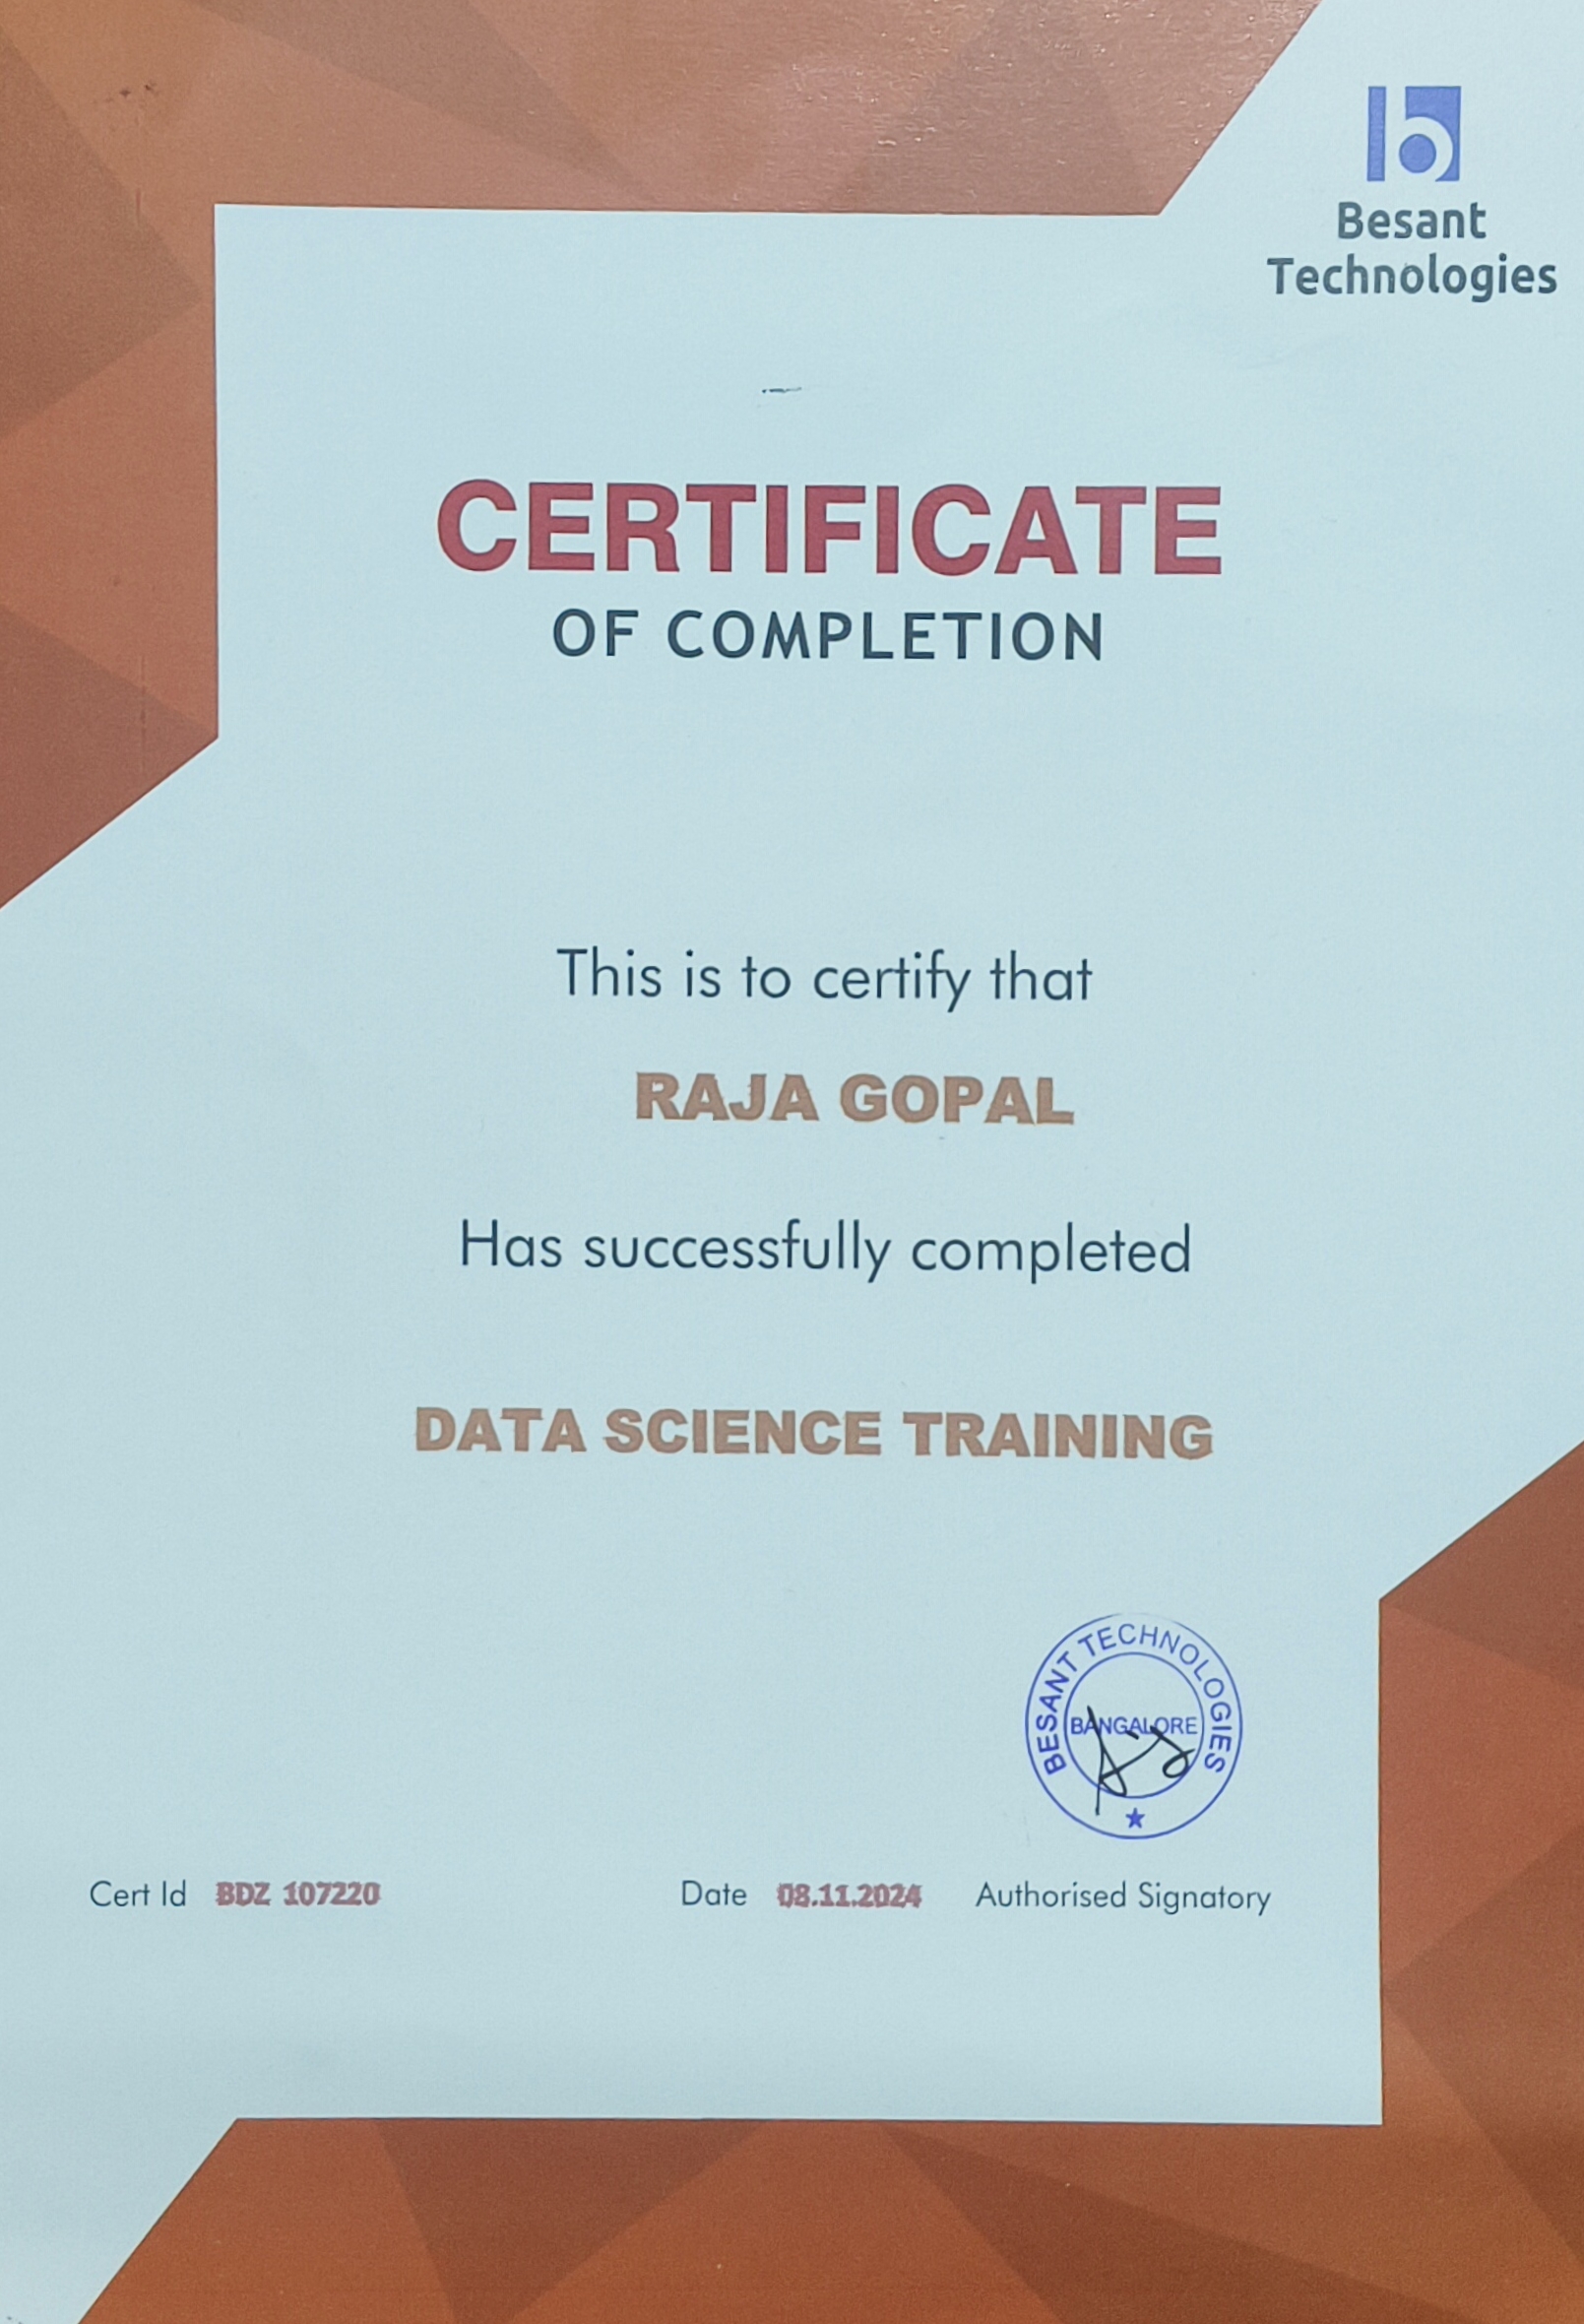 Besant
Technologies
CERTIFICATE
OF COMPLETION
This is to certify that
RAJA GOPAL
Has successfully completed
DATA SCIENCE TRAINING
BESANT TECHNOLOGIES
BANGALORE
Cert Id BDZ 107220 Date 08.11.2024 Authorised Signatory